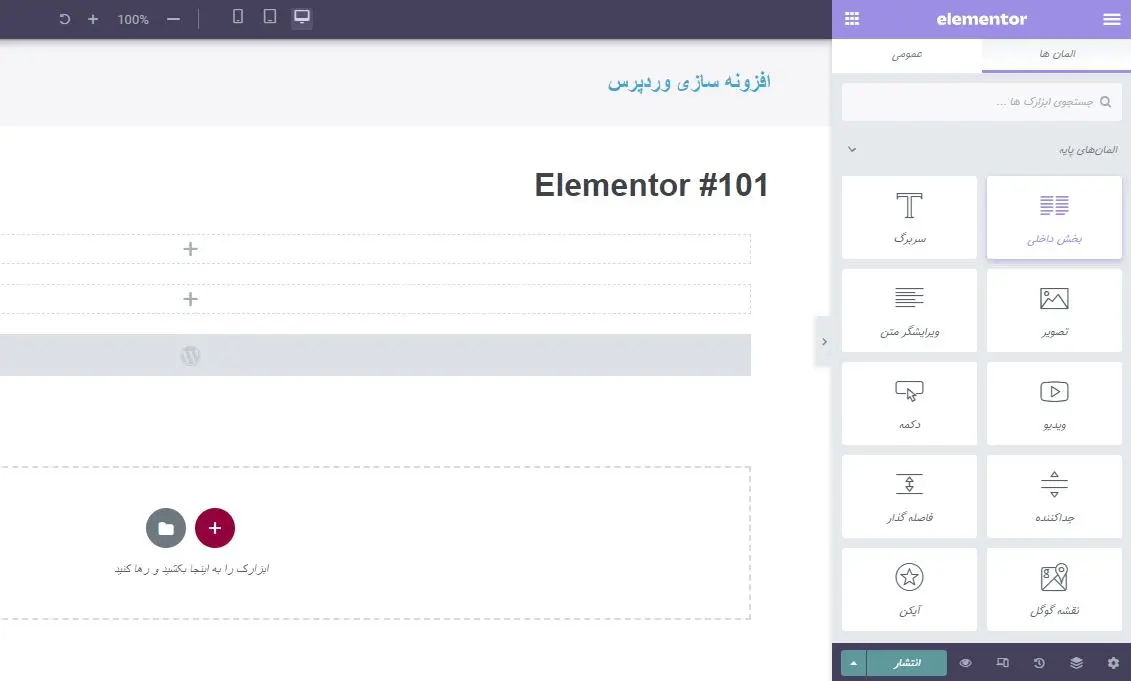 100%
elementor
المان ها
عمومی
افزونه سازی وردپرس
جستجوی ابزارک ها ...
المان‌های پایه
Elementor #101
بخش داخلی
سربرگ
تصویر
ویرایشگر متن
ویدیو
دکمه
جداکننده
فاصله گذار
ابزارک را به اینجا بکشید و رها کنید
نقشه گوگل
آیکن
انتشار